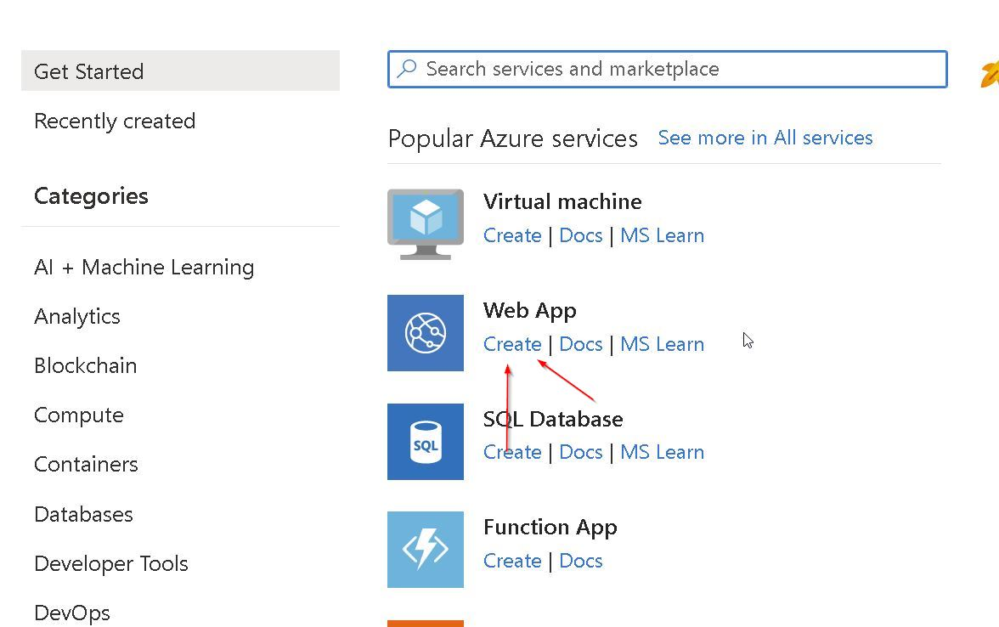 Get Started
Recently created
Categories
AI + Machine Learning
Analytics
Blockchain
Compute
Containers
Databases
Developer Tools
DevOps
Search services and marketplace
Popular Azure services See more in All services
Virtual machine
Create | Docs | MS Learn
Web App
Create | Docs | MS Learn
SQL
SQL Database
Create | Docs | MS Learn
Function App
Create | Docs